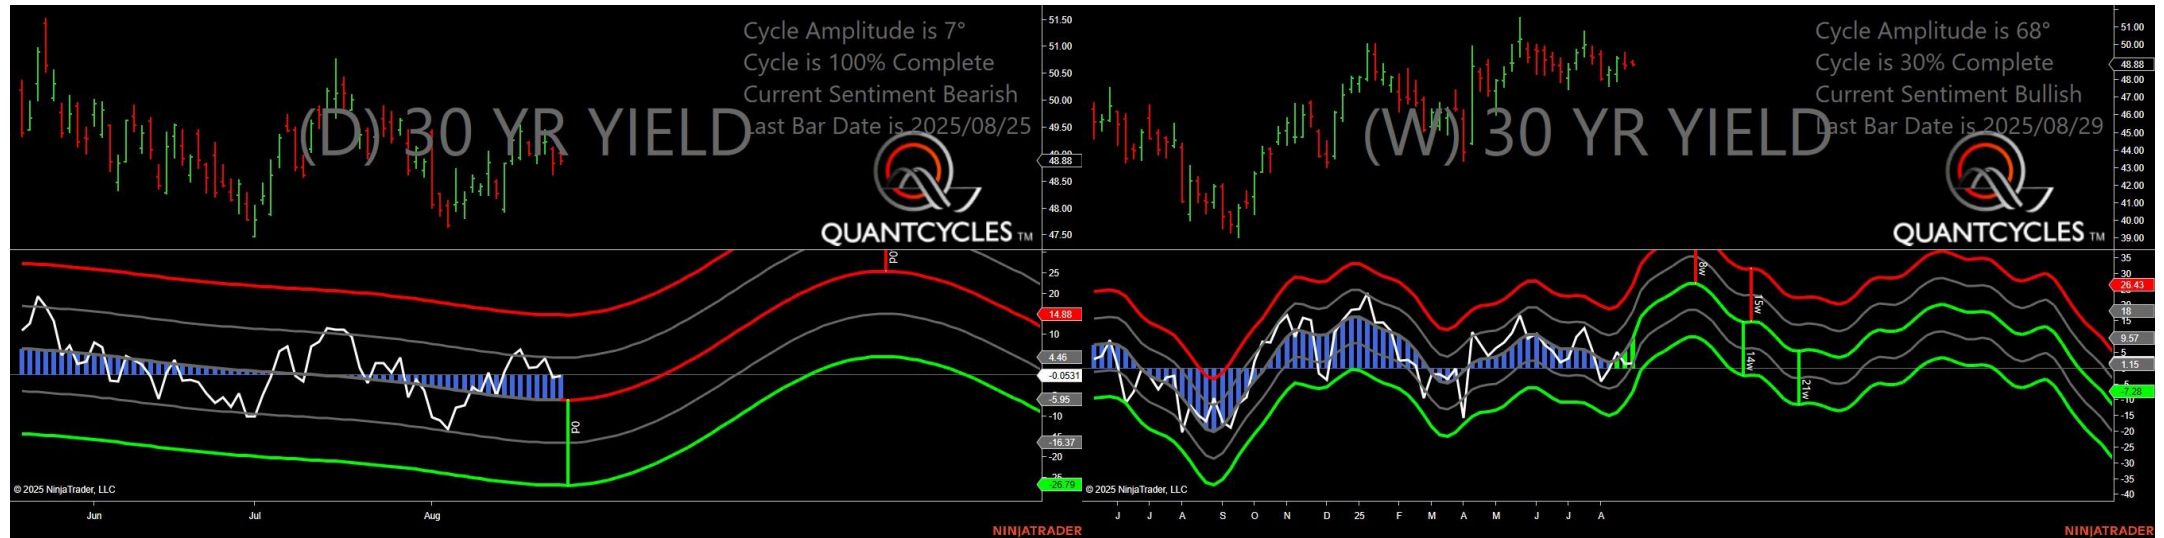 Cycle Amplitude is 7°
Cycle is 100% Complete
Current Sentiment Bearish
Last Bar Date is 2025/08/25
(D) 30 YR YIELD
QUANTCYCLES TM
51.50
51.00
50.50
50.00
49.50
49.00
48.88
48.50
48.00
47.50
25
20
14.88
10
4.46
-0.0531
-5.95
-10
-16.37
-20
-26.79
P0
P0
© 2025 NinjaTrader, LLC
Jun Jul Aug
NINJATRADER
Cycle Amplitude is 68°
Cycle is 30% Complete
Current Sentiment Bullish
Last Bar Date is 2025/08/29
(W) 30 YR YIELD
QUANTCYCLES TM
51.00
50.00
48.88
48.00
47.00
46.00
45.00
44.00
43.00
42.00
41.00
40.00
39.00
35
30
26.43
18
15
9.57
5
1.15
-7.28
-10
-15
-20
-25
-30
-35
-40
8w
15w
14w
21w
© 2025 NinjaTrader, LLC
J J A S O N D 25 F M A M J J A
NINJATRADER